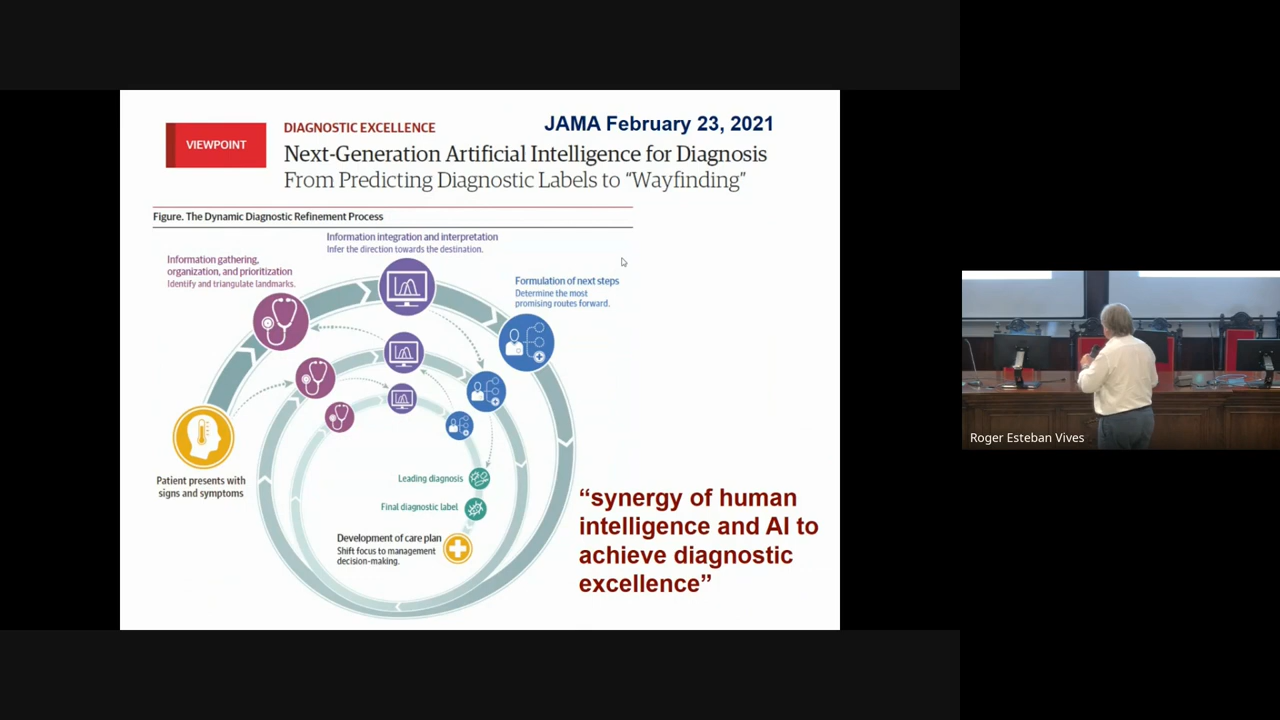 JAMA February 23, 2021
VIEWPOINT
DIAGNOSTIC EXCELLENCE
Next-Generation Artificial Intelligence for Diagnosis
From Predicting Diagnostic Labels to “Wayfinding”
Figure. The Dynamic Diagnostic Refinement Process
Information integration and interpretation
Infer the direction towards the destination.
Information gathering,
organization, and prioritization
Identify and triangulate landmarks.
Formulation of next steps
Determine the most
promising routes forward.
Patient presents with
signs and symptoms
Leading diagnosis
Final diagnostic label
Development of care plan
Shift focus to management
decision-making.
“synergy of human
intelligence and AI to
achieve diagnostic
excellence”
Roger Esteban Vives